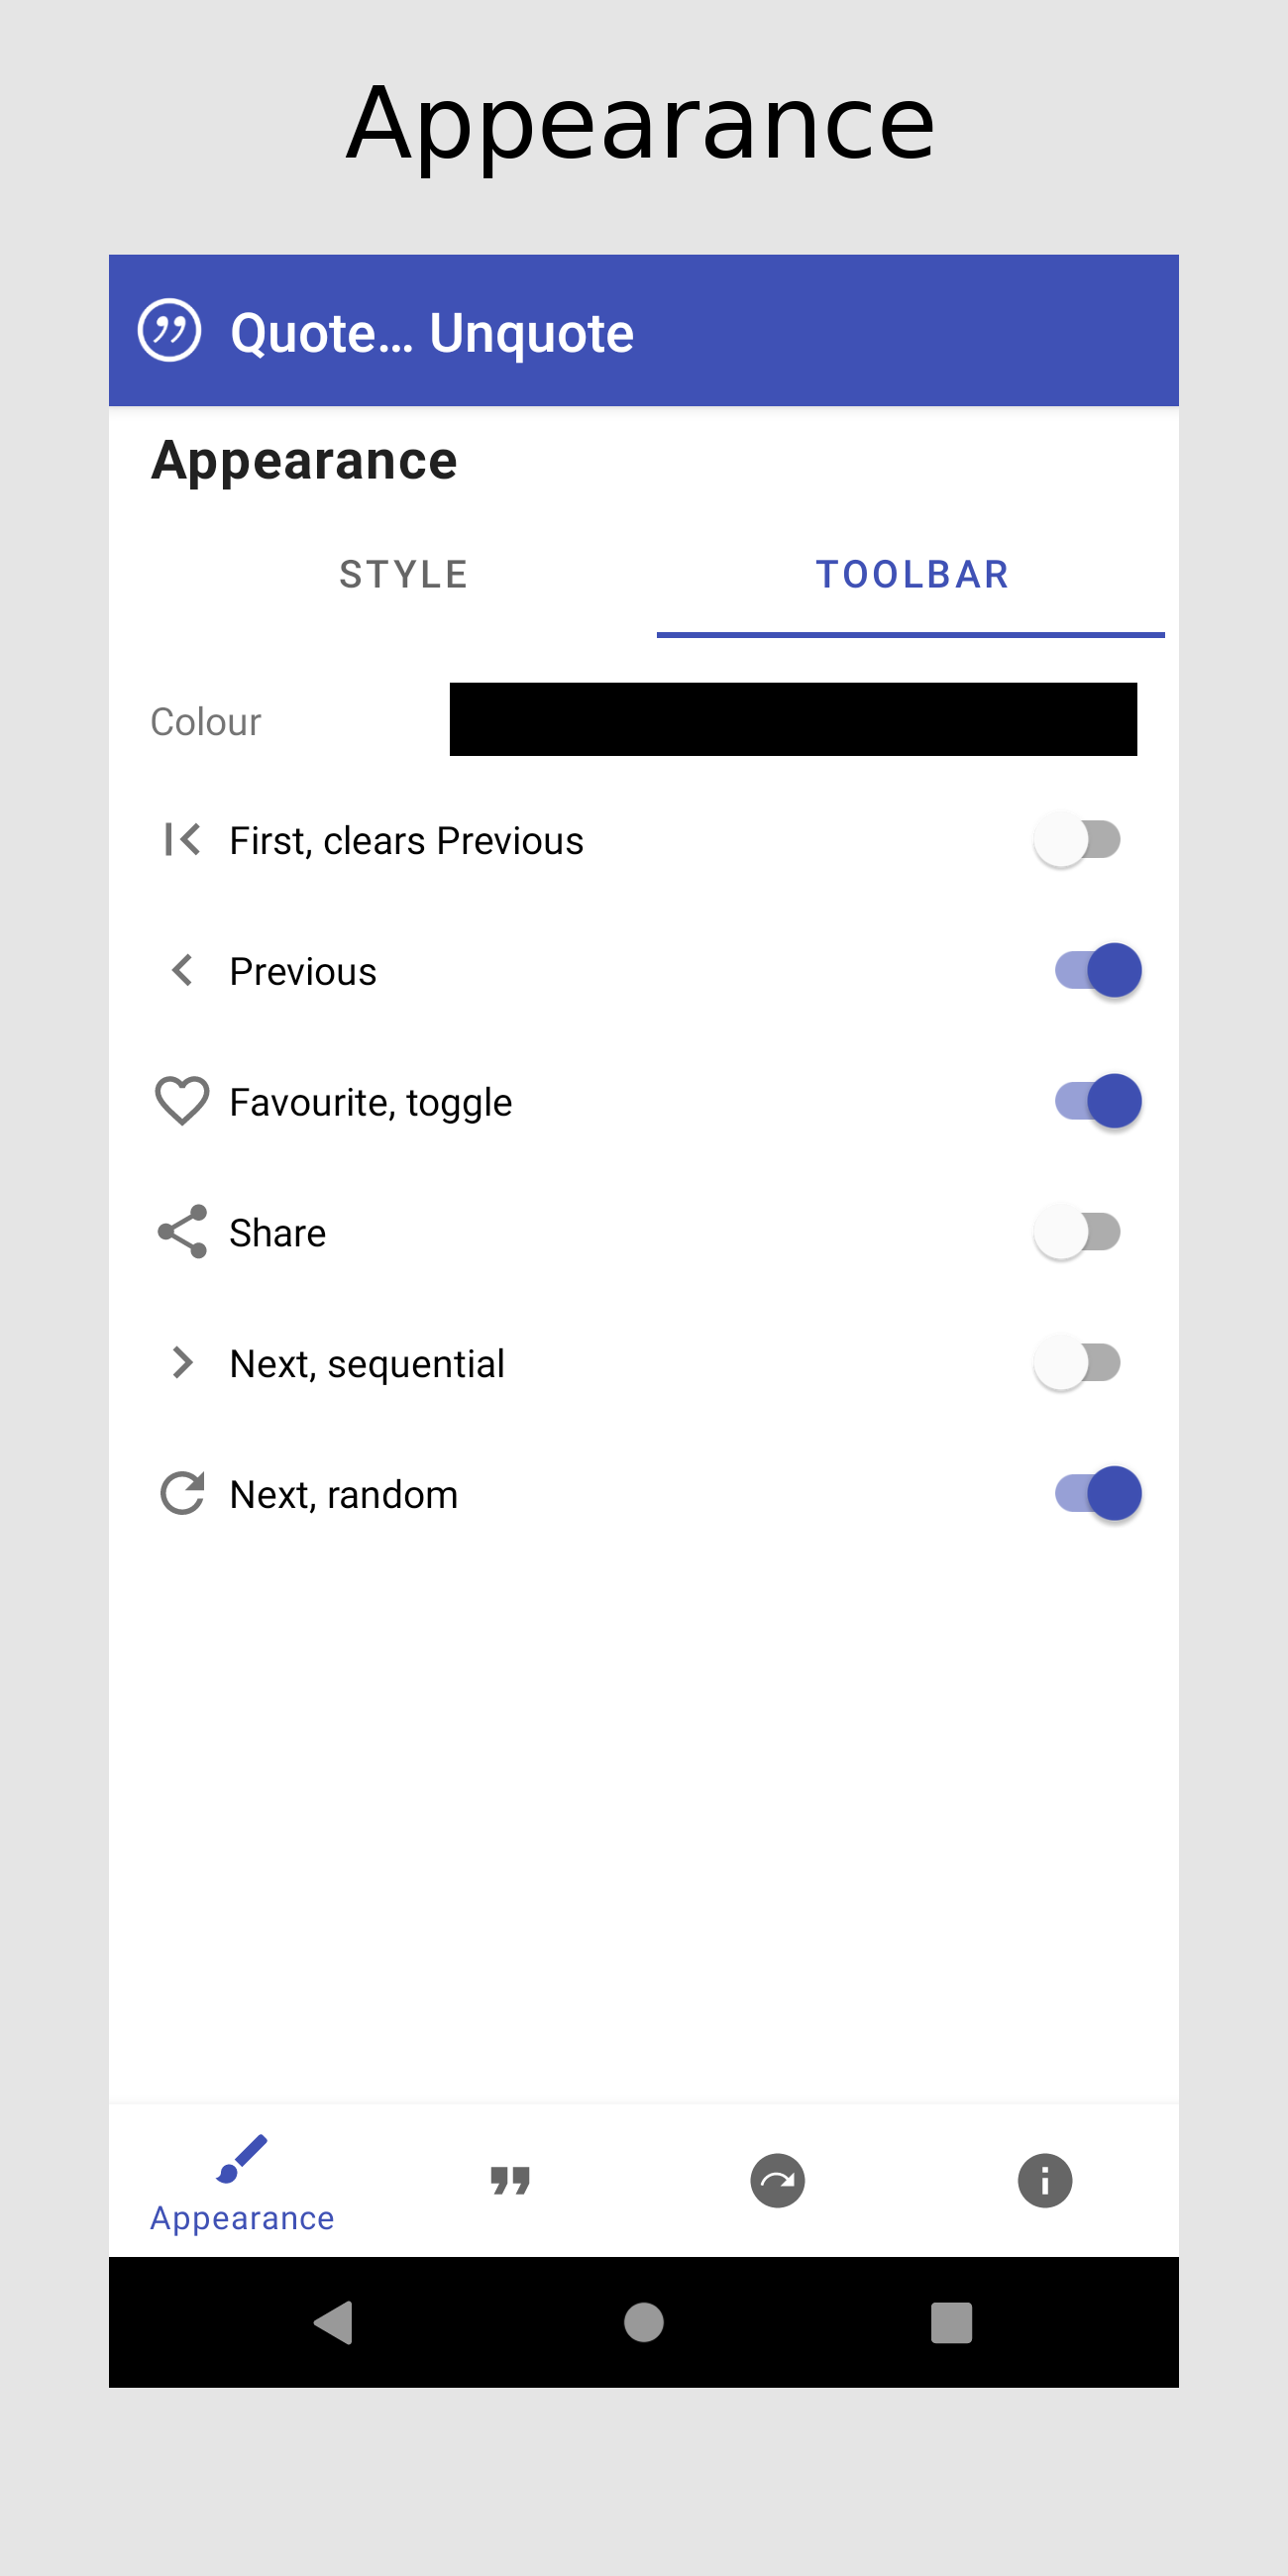 Appearance
Quote... Unquote
Appearance
STYLE TOOLBAR
Colour
First, clears Previous
Previous
Favourite, toggle
Share
Next, sequential
Next, random
Appearance